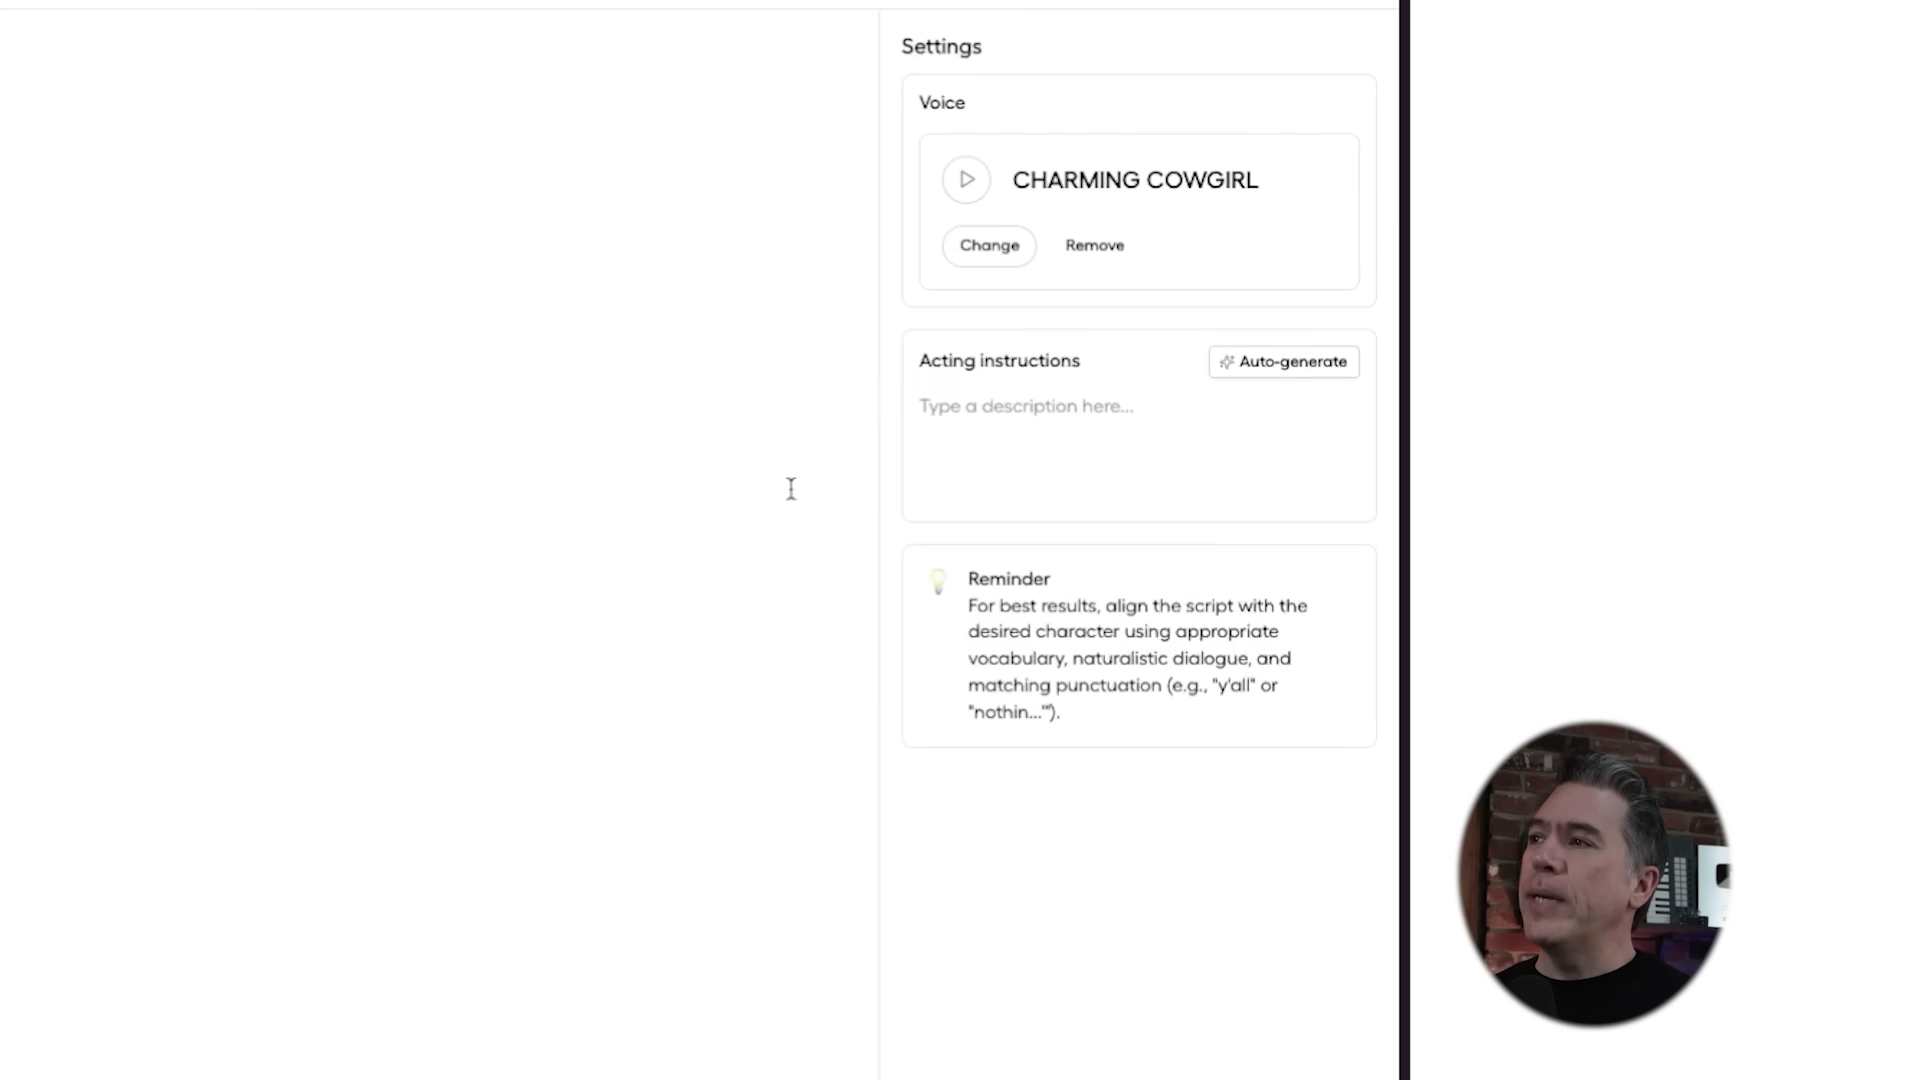 Settings
Voice
CHARMING COWGIRL
Change
Remove
Acting instructions
Auto-generate
Type a description here...
Reminder
For best results, align the script with the
desired character using appropriate
vocabulary, naturalistic dialogue, and
matching punctuation (e.g., "y'all" or
"nothin...").